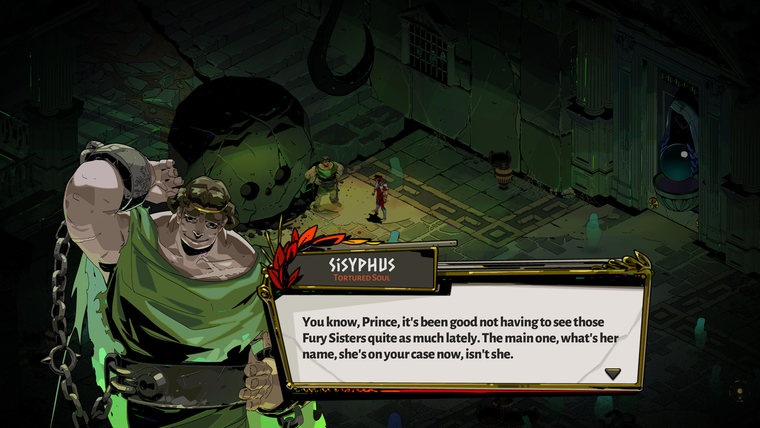 SISYPHUS
TORTURED SOUL
You know, Prince, it's been good not having to see those
Fury Sisters quite as much lately. The main one, what's her
name, she's on your case now, isn't she.